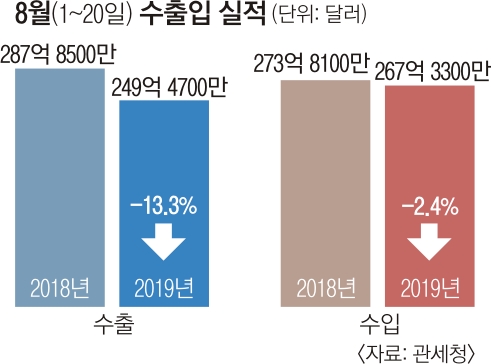 8월(1~20일) 수출입 실적 (단위: 달러)
287억 8500만
249억 4700만
273억 8100만
267억 3300만
-13.3%
-2.4%
2018년
2019년
2018년
2019년
수출
수입
〈자료: 관세청〉